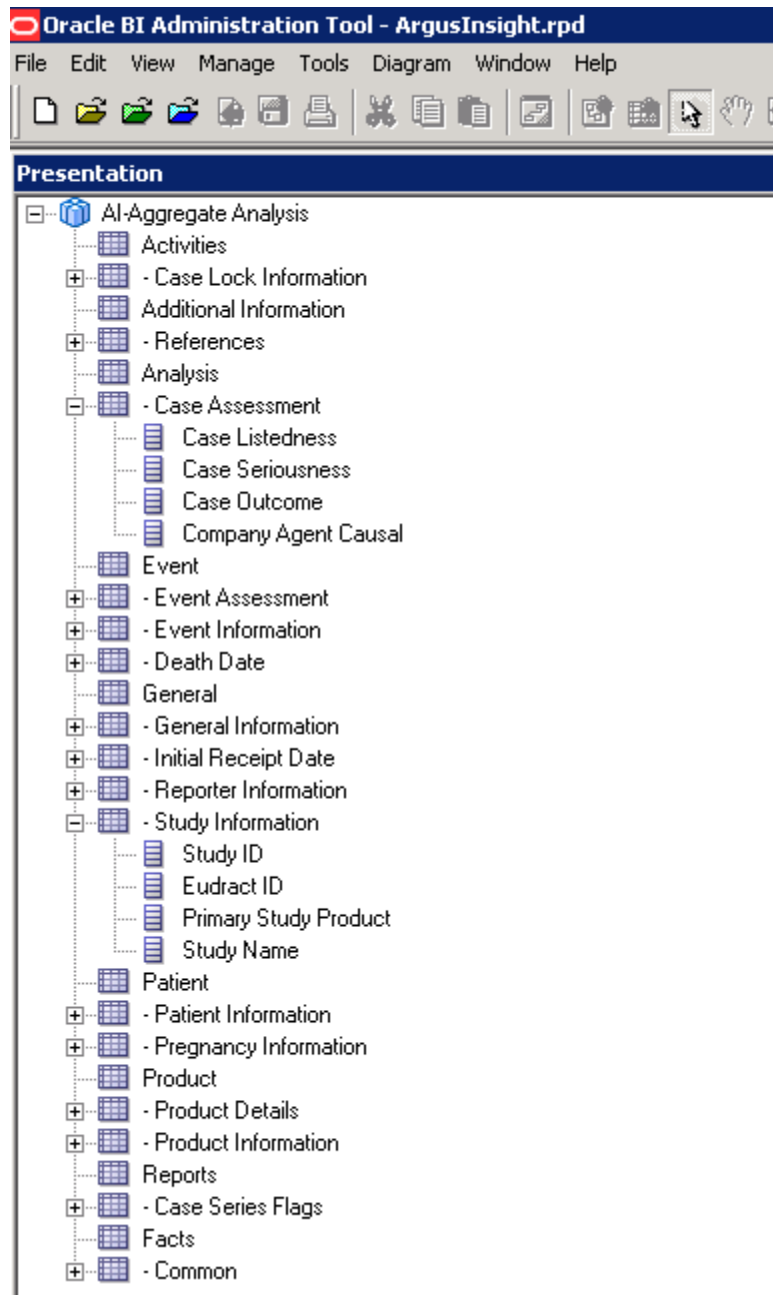 Oracle BI Administration Tool - ArgusInsight.rpd
File Edit View Manage Tools Diagram Window Help
Presentation
AI-Aggregate Analysis
Activities
- Case Lock Information
Additional Information
- References
Analysis
- Case Assessment
Case Listedness
Case Seriousness
Case Outcome
Company Agent Causal
Event
- Event Assessment
- Event Information
- Death Date
General
- General Information
- Initial Receipt Date
- Reporter Information
- Study Information
Study ID
Eudract ID
Primary Study Product
Study Name
Patient
- Patient Information
- Pregnancy Information
Product
- Product Details
- Product Information
Reports
- Case Series Flags
Facts
- Common